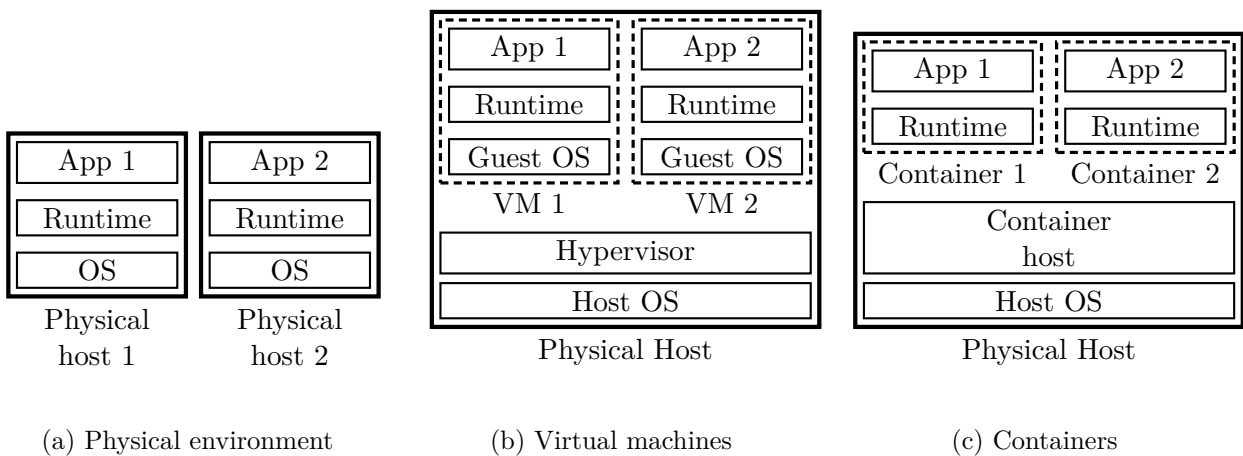 App 1
Runtime
OS
Physical
host 1
App 2
Runtime
OS
Physical
host 2
(a) Physical environment
App 1
Runtime
Guest OS
VM 1
App 2
Runtime
Guest OS
VM 2
Hypervisor
Host OS
Physical Host
(b) Virtual machines
App 1
Runtime
Container 1
App 2
Runtime
Container 2
Container
host
Host OS
Physical Host
(c) Containers